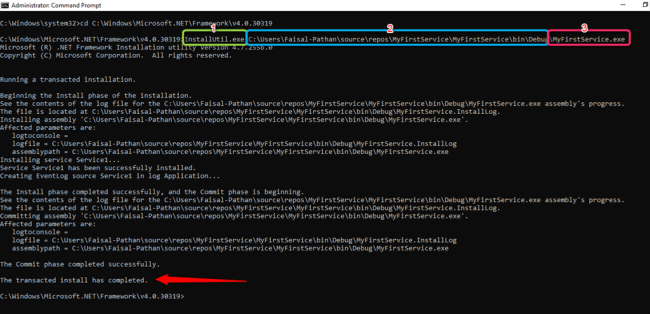 Administrator: Command Prompt
C:\Windows\system32>cd C:\Windows\Microsoft.NET\Framework\v4.0.30319
1 2 3
C:\Windows\Microsoft.NET\Framework\v4.0.30319>InstallUtil.exe C:\Users\Faisal-Pathan\source\repos\MyFirstService\MyFirstService\bin\Debug\MyFirstService.exe
Microsoft (R) .NET Framework Installation utility Version 4.7.2556.0
Copyright (C) Microsoft Corporation.  All rights reserved.
Running a transacted installation.
Beginning the Install phase of the installation.
See the contents of the log file for the C:\Users\Faisal-Pathan\source\repos\MyFirstService\MyFirstService\bin\Debug\MyFirstService.exe assembly's progress.
The file is located at C:\Users\Faisal-Pathan\source\repos\MyFirstService\MyFirstService\bin\Debug\MyFirstService.InstallLog.
Installing assembly 'C:\Users\Faisal-Pathan\source\repos\MyFirstService\MyFirstService\bin\Debug\MyFirstService.exe'.
Affected parameters are:
logtoconsole =
logfile = C:\Users\Faisal-Pathan\source\repos\MyFirstService\MyFirstService\bin\Debug\MyFirstService.InstallLog
assemblypath = C:\Users\Faisal-Pathan\source\repos\MyFirstService\MyFirstService\bin\Debug\MyFirstService.exe
Installing service Service1...
Service Service1 has been successfully installed.
Creating EventLog source Service1 in log Application...
The Install phase completed successfully, and the Commit phase is beginning.
See the contents of the log file for the C:\Users\Faisal-Pathan\source\repos\MyFirstService\MyFirstService\bin\Debug\MyFirstService.exe assembly's progress.
The file is located at C:\Users\Faisal-Pathan\source\repos\MyFirstService\MyFirstService\bin\Debug\MyFirstService.InstallLog.
Committing assembly 'C:\Users\Faisal-Pathan\source\repos\MyFirstService\MyFirstService\bin\Debug\MyFirstService.exe'.
Affected parameters are:
logtoconsole =
logfile = C:\Users\Faisal-Pathan\source\repos\MyFirstService\MyFirstService\bin\Debug\MyFirstService.InstallLog
assemblypath = C:\Users\Faisal-Pathan\source\repos\MyFirstService\MyFirstService\bin\Debug\MyFirstService.exe
The Commit phase completed successfully.
The transacted install has completed.
C:\Windows\Microsoft.NET\Framework\v4.0.30319>